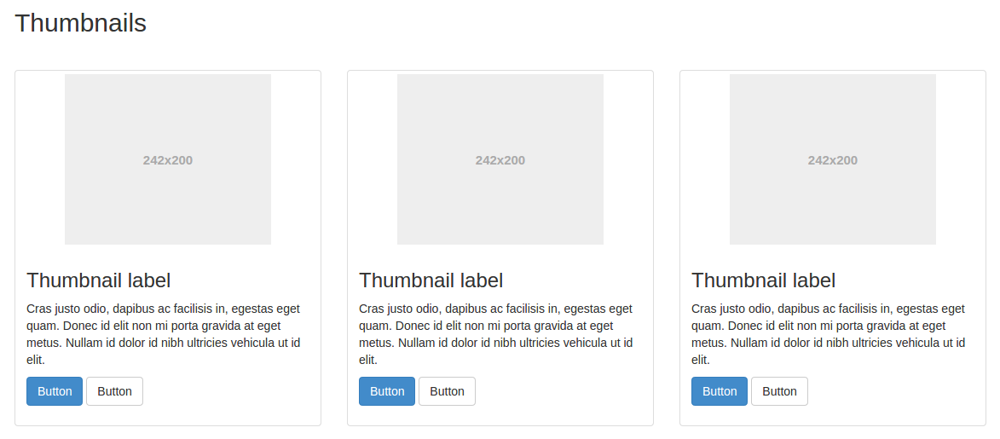 Thumbnails
242x200
Thumbnail label
Cras justo odio, dapibus ac facilisis in, egestas eget
quam. Donec id elit non mi porta gravida at eget
metus. Nullam id dolor id nibh ultricies vehicula ut id
elit.
Button Button
242x200
Thumbnail label
Cras justo odio, dapibus ac facilisis in, egestas eget
quam. Donec id elit non mi porta gravida at eget
metus. Nullam id dolor id nibh ultricies vehicula ut id
elit.
Button Button
242x200
Thumbnail label
Cras justo odio, dapibus ac facilisis in, egestas eget
quam. Donec id elit non mi porta gravida at eget
metus. Nullam id dolor id nibh ultricies vehicula ut id
elit.
Button Button